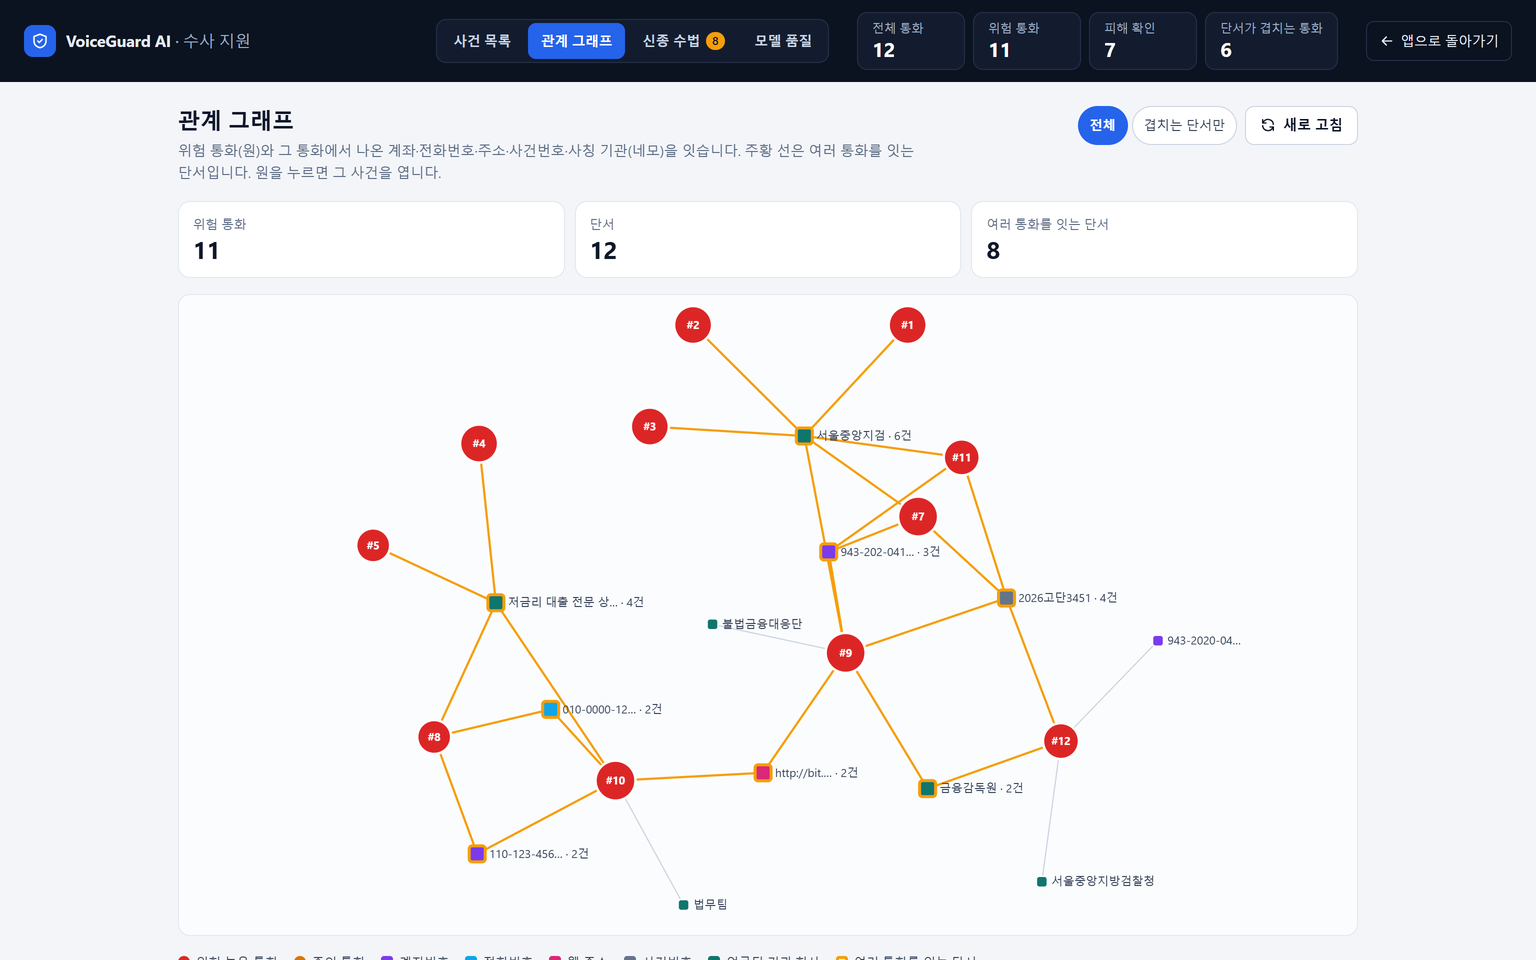 VoiceGuard AI · 수사 지원
사건 목록
관계 그래프
신종 수법 8
모델 품질
전체 통화
12
위험 통화
11
피해 확인
7
단서가 겹치는 통화
6
← 앱으로 돌아가기
관계 그래프
위험 통화(원)와 그 통화에서 나온 계좌·전화번호·주소·사건번호·사칭 기관(네모)을 잇습니다. 주황 선은 여러 통화를 잇는
단서입니다. 원을 누르면 그 사건을 엽니다.
전체
겹치는 단서만
새로 고침
위험 통화
11
단서
12
여러 통화를 잇는 단서
8
#2
#1
#3
서울중앙지검 · 6건
#4
#11
#7
#5
943-202-041... · 3건
저금리 대출 전문 상... · 4건
2026고단3451 · 4건
불법금융대응단
943-2020-04...
#9
010-0000-12... · 2건
#8
#12
#10
http://bit.... · 2건
금융감독원 · 2건
110-123-456... · 2건
서울중앙지방검찰청
법무팀